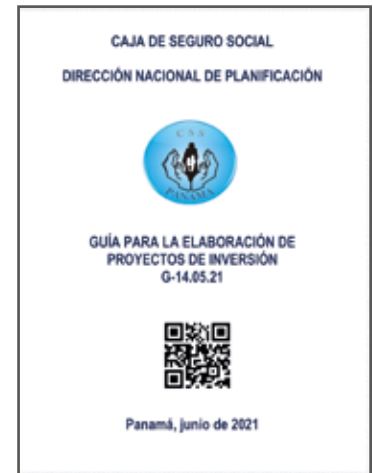 CAJA DE SEGURO SOCIAL
DIRECCIÓN NACIONAL DE PLANIFICACIÓN
C S S
PANAMÁ
GUÍA PARA LA ELABORACIÓN DE
PROYECTOS DE INVERSIÓN
G-14.05.21
Panamá, junio de 2021